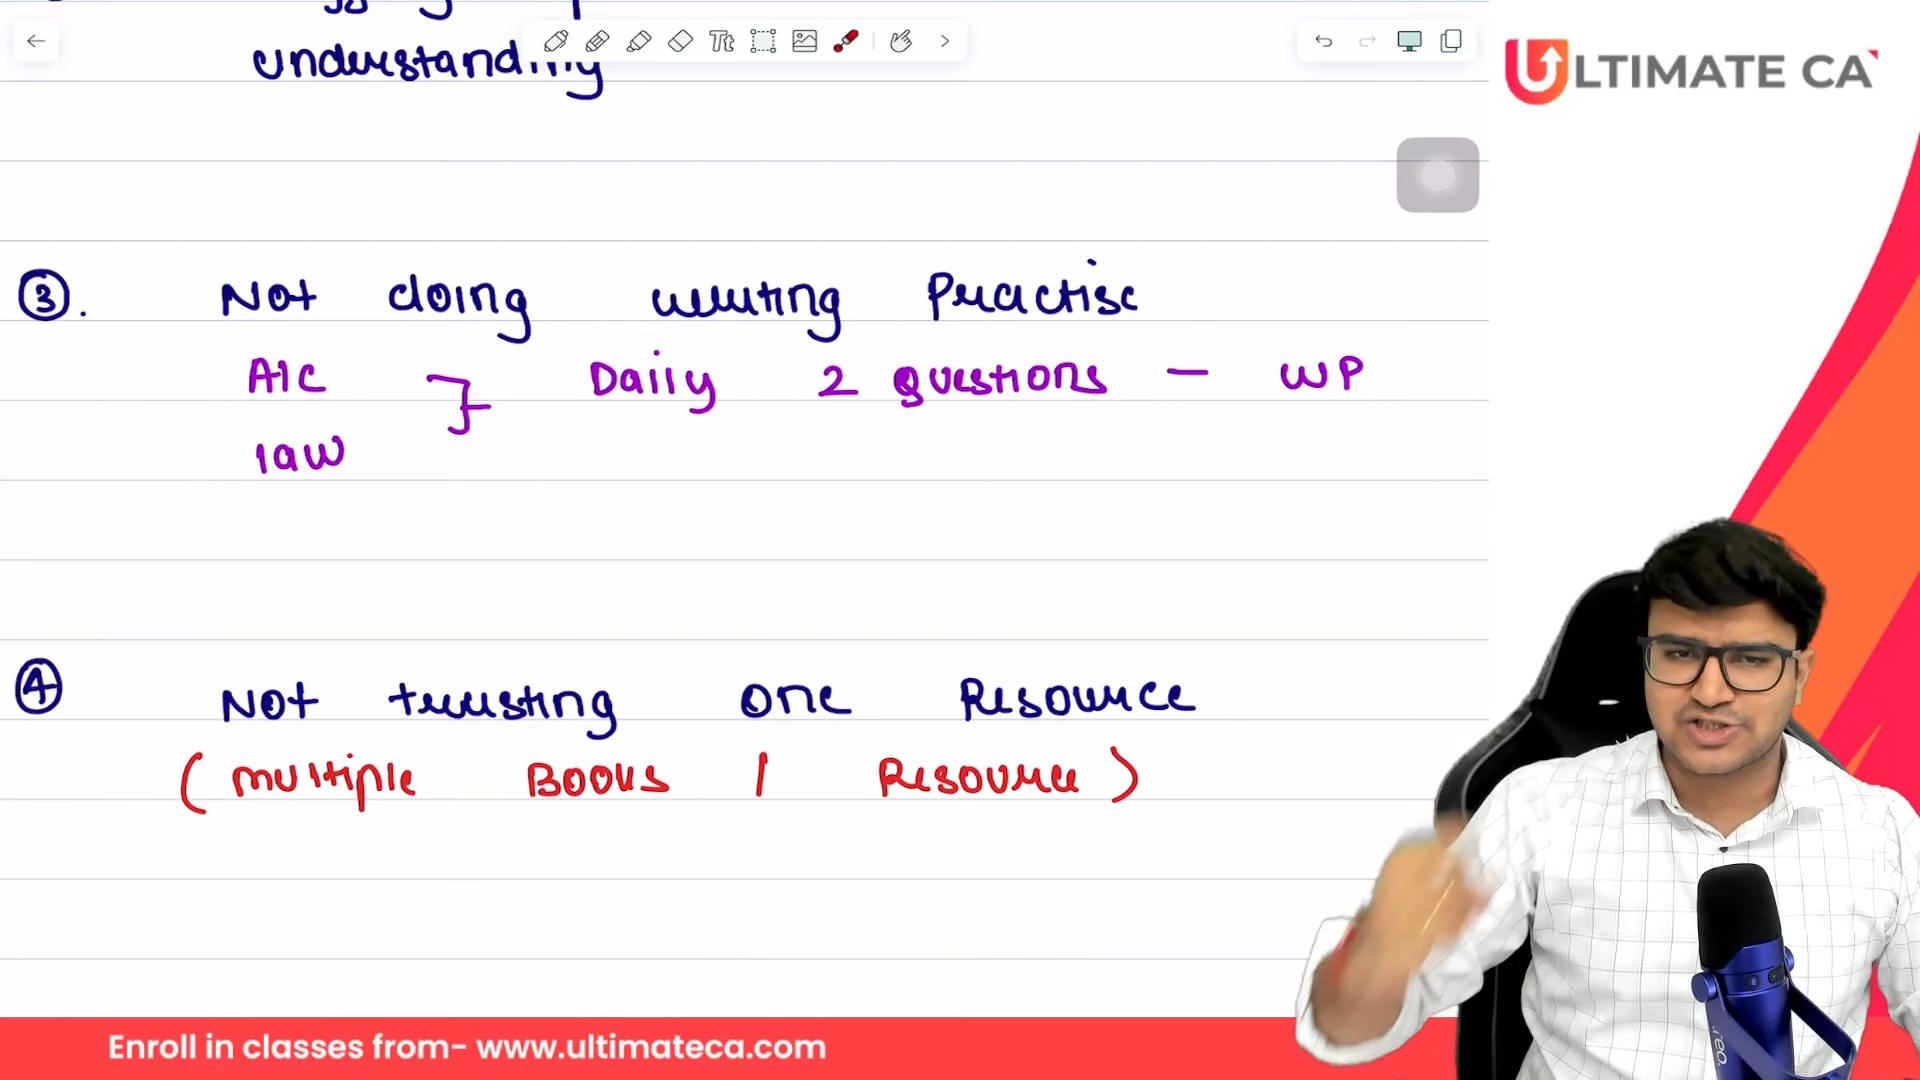 understanding
Tt
ULTIMATE CA
3. Not doing writing Practise
A/c
Daily 2 Questions - WP
law
4 Not trusting one Resource
(multiple Books / Resource)
Enroll in classes from- www.ultimateca.com